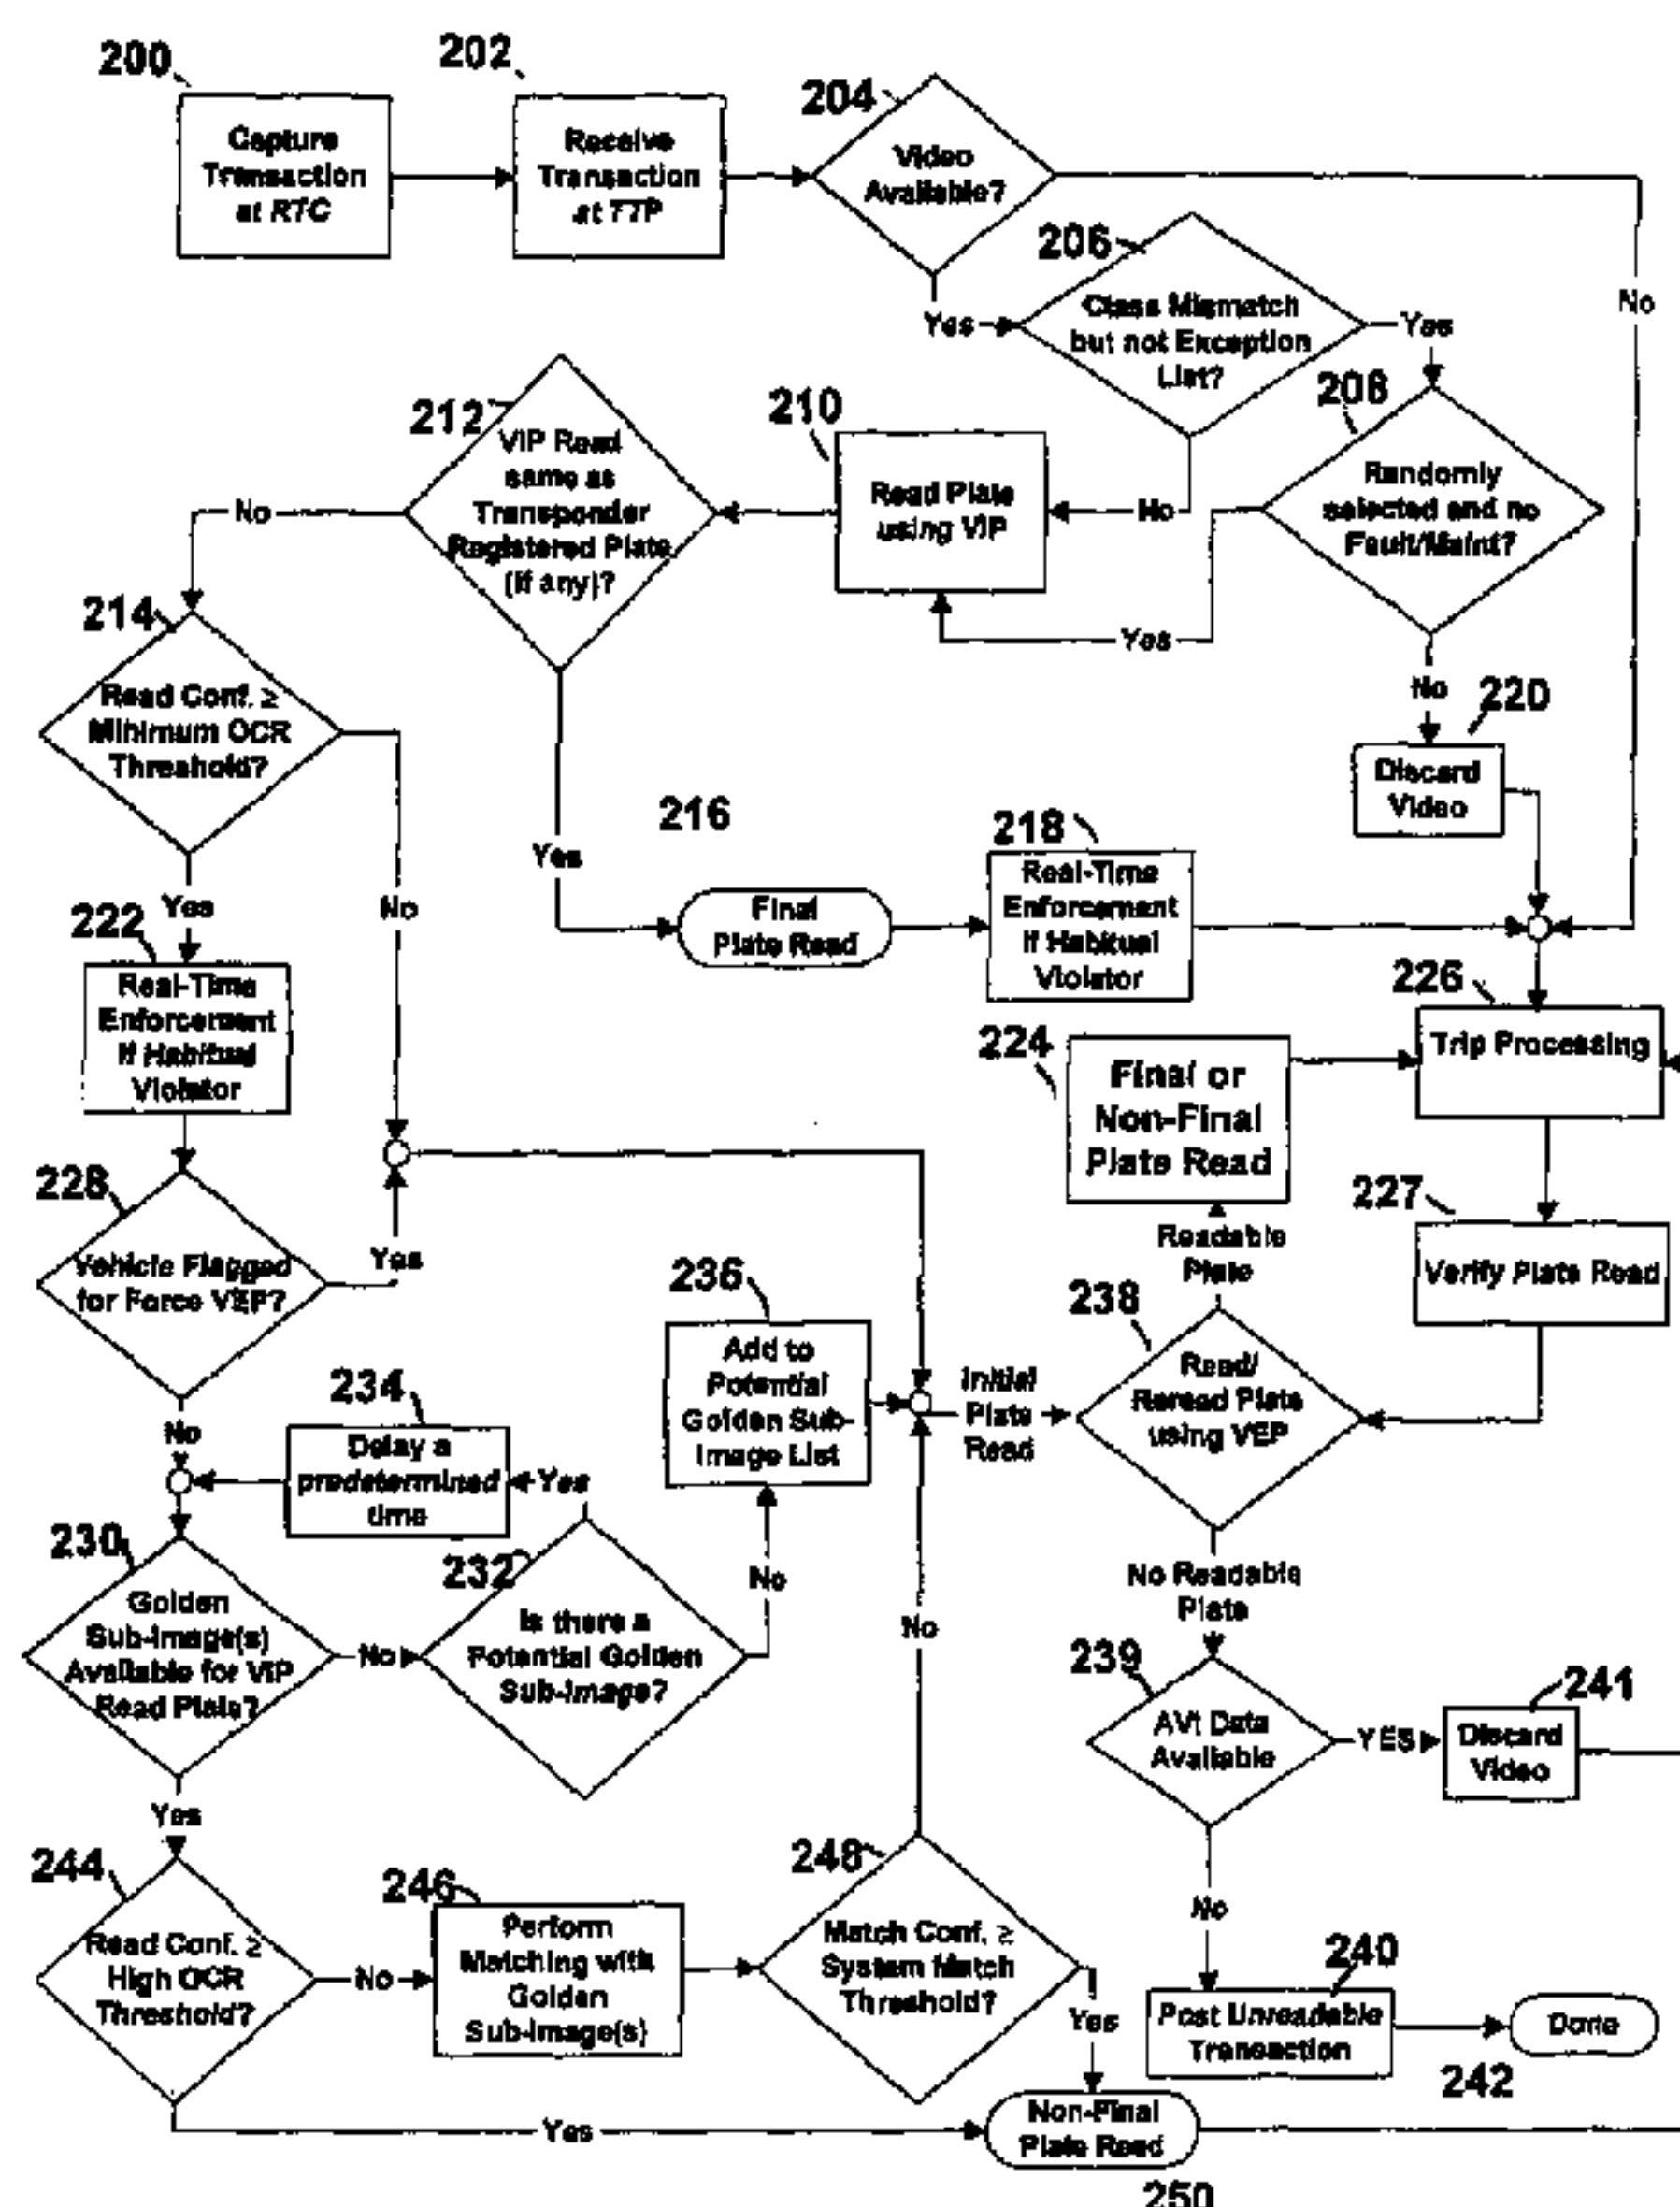 200
Capture
Transaction
at RTC
202
Receive
Transaction
at TTP
204
Video
Available?
No
Yes
206
Class Mismatch
but not Exception
List?
Yes
No
208
Randomly
selected and no
Fault/Maint?
Yes
No
210
Read Plate
using VIP
212
VIP Read
same as
Transponder
Registered Plate
(if any)?
No
Yes
214
Read Conf. ≥
Minimum OCR
Threshold?
Yes
No
216
Final
Plate Read
218
Real-Time
Enforcement
If Habitual
Violator
220
Discard
Video
222
Real-Time
Enforcement
If Habitual
Violator
224
Final or
Non-Final
Plate Read
226
Trip Processing
227
Verify Plate Read
228
Vehicle Flagged
for Force VEP?
Yes
No
234
Delay a
predetermined
time
Yes
236
Add to
Potential
Golden Sub-
Image List
Initial
Plate
Read
Readable
Plate
238
Read/
Reread Plate
using VEP
No Readable
Plate
230
Golden
Sub-Image(s)
Available for VIP
Read Plate?
No
Yes
232
Is there a
Potential Golden
Sub-Image?
No
No
239
AVI Data
Available
YES
No
241
Discard
Video
244
Read Conf. ≥
High OCR
Threshold?
No
Yes
246
Perform
Matching with
Golden
Sub-Image(s)
248
Match Conf. ≥
System Match
Threshold?
Yes
240
Post Unreadable
Transaction
Done
242
Non-Final
Plate Read
250